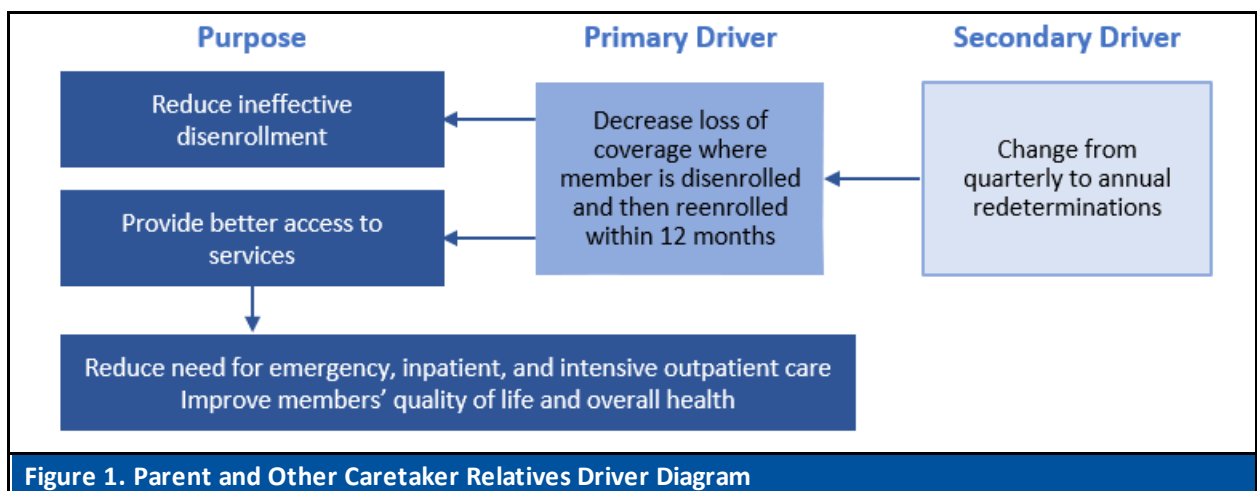 Purpose
Primary Driver
Secondary Driver
Reduce ineffective
disenrollment
Provide better access to
services
Decrease loss of
coverage where
member is disenrolled
and then reenrolled
within 12 months
Change from
quarterly to annual
redeterminations
Reduce need for emergency, inpatient, and intensive outpatient care
Improve members’ quality of life and overall health
Figure 1. Parent and Other Caretaker Relatives Driver Diagram